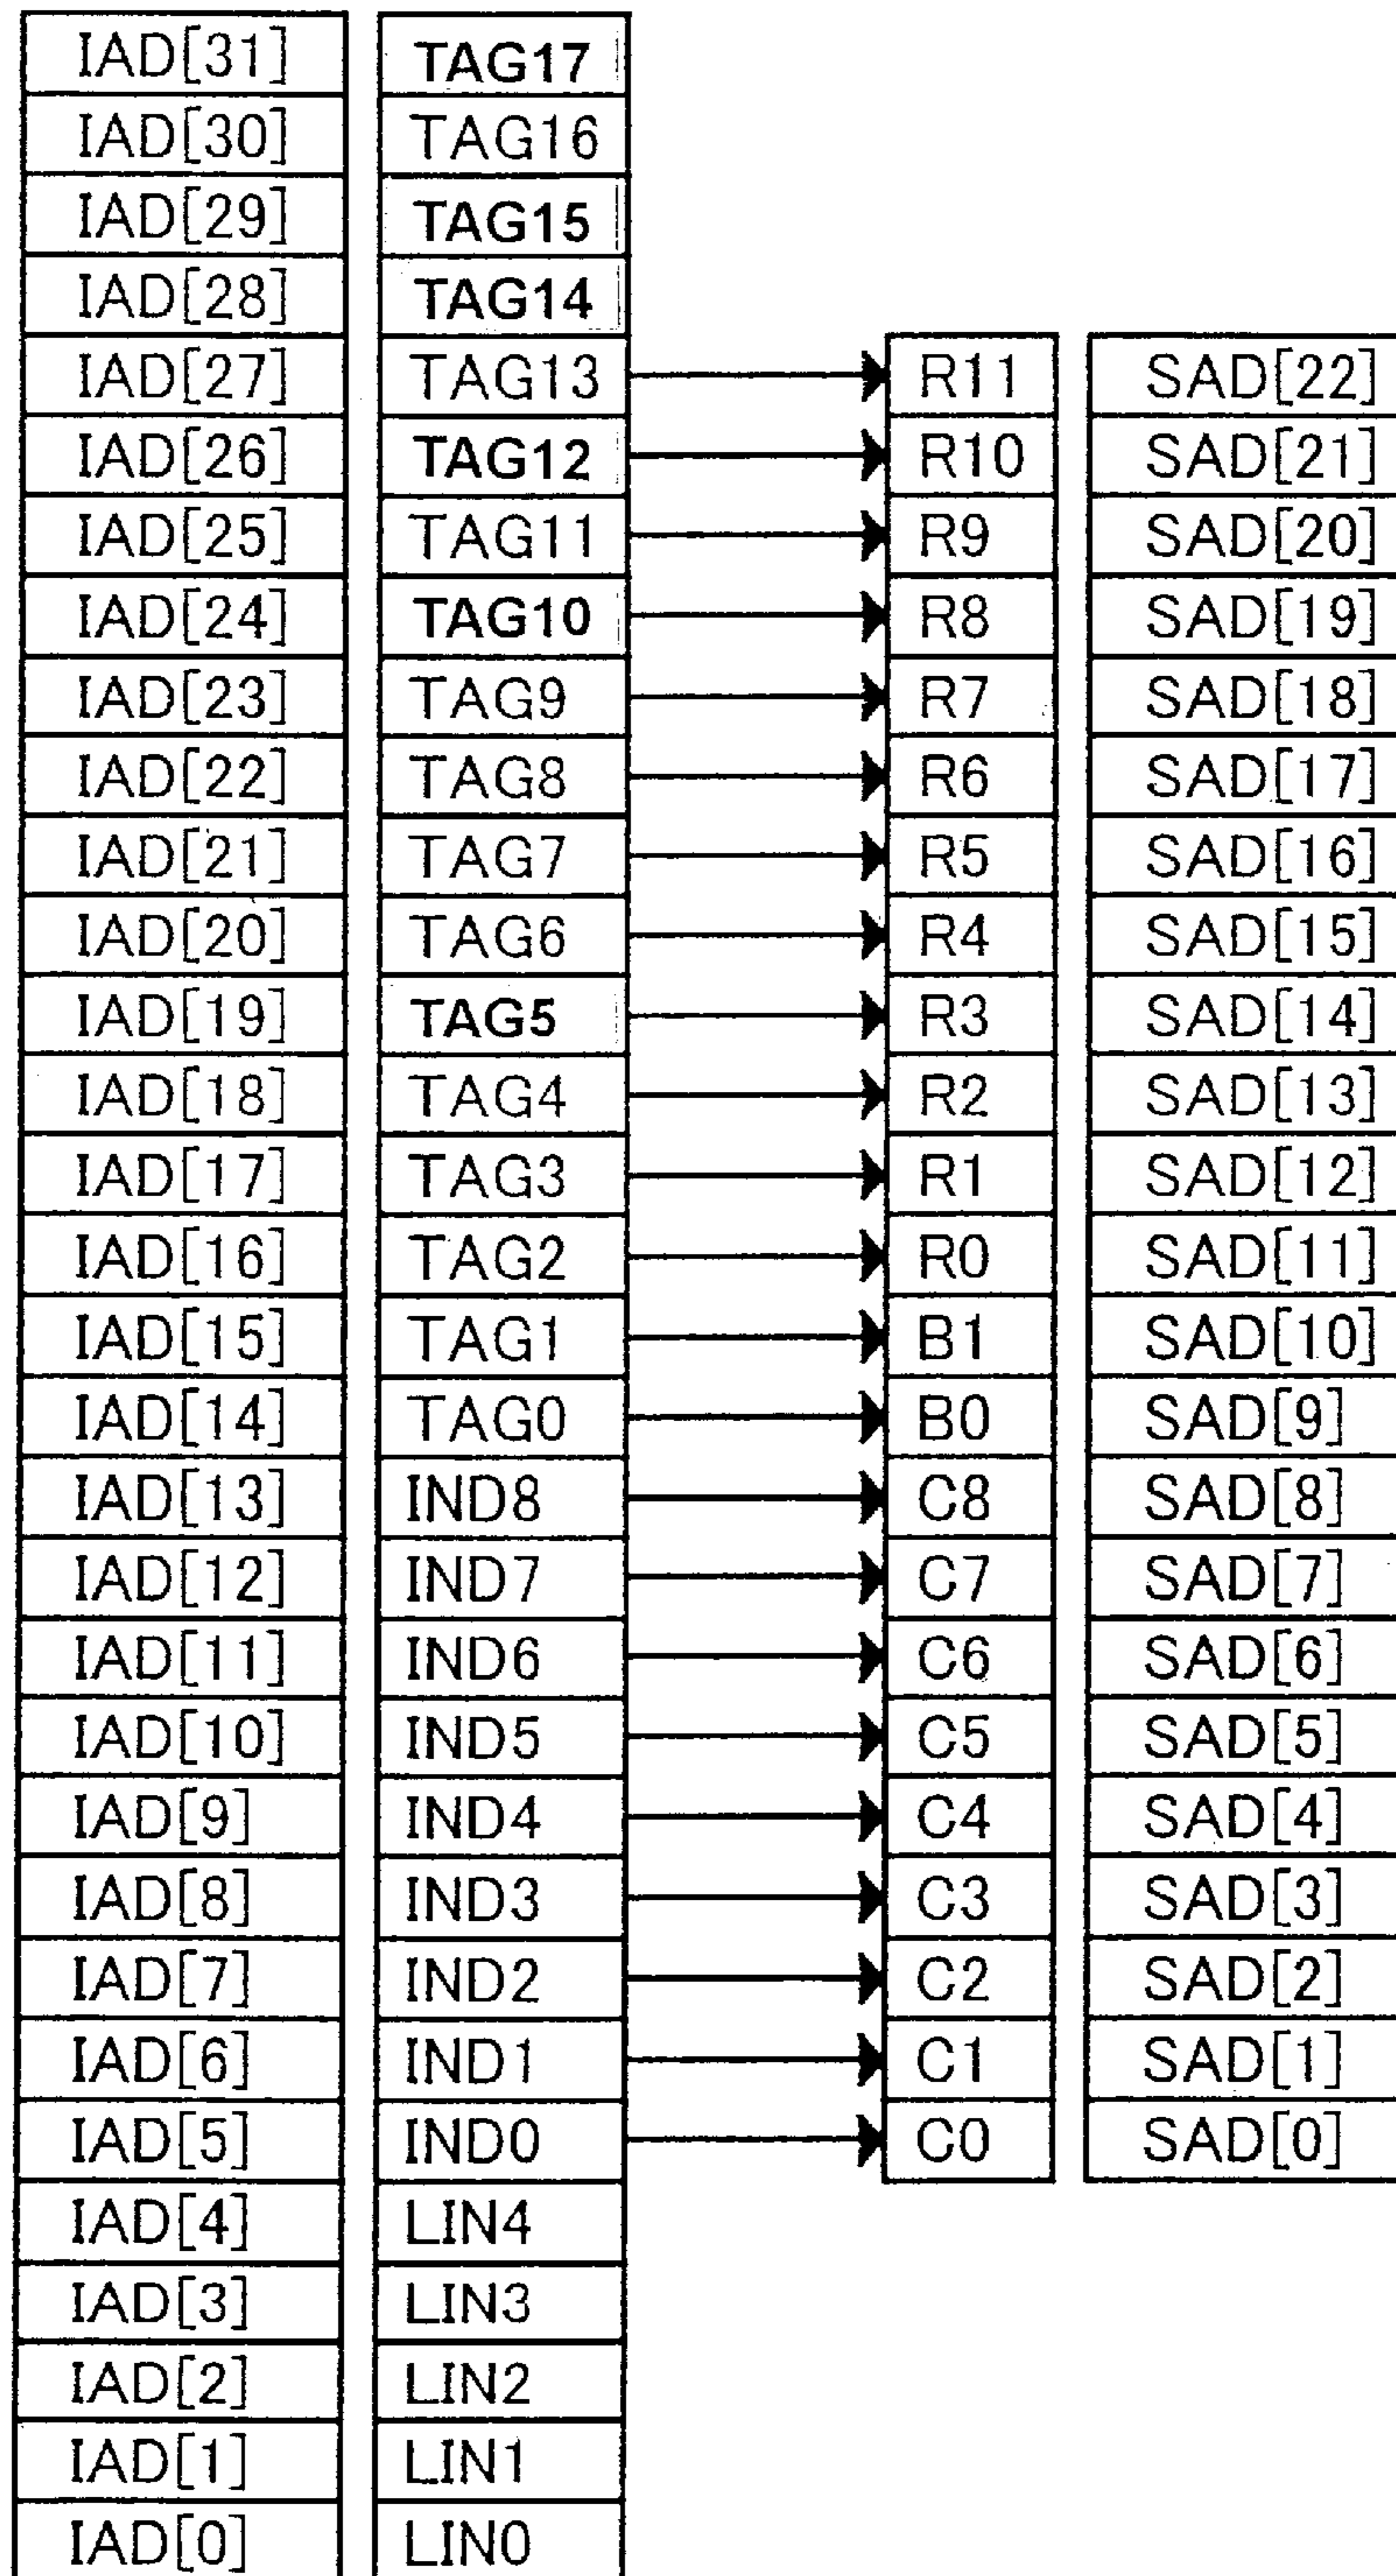 IAD[31] TAG17
IAD[30] TAG16
IAD[29] TAG15
IAD[28] TAG14
IAD[27] TAG13 R11 SAD[22]
IAD[26] TAG12 R10 SAD[21]
IAD[25] TAG11 R9 SAD[20]
IAD[24] TAG10 R8 SAD[19]
IAD[23] TAG9 R7 SAD[18]
IAD[22] TAG8 R6 SAD[17]
IAD[21] TAG7 R5 SAD[16]
IAD[20] TAG6 R4 SAD[15]
IAD[19] TAG5 R3 SAD[14]
IAD[18] TAG4 R2 SAD[13]
IAD[17] TAG3 R1 SAD[12]
IAD[16] TAG2 R0 SAD[11]
IAD[15] TAG1 B1 SAD[10]
IAD[14] TAG0 B0 SAD[9]
IAD[13] IND8 C8 SAD[8]
IAD[12] IND7 C7 SAD[7]
IAD[11] IND6 C6 SAD[6]
IAD[10] IND5 C5 SAD[5]
IAD[9] IND4 C4 SAD[4]
IAD[8] IND3 C3 SAD[3]
IAD[7] IND2 C2 SAD[2]
IAD[6] IND1 C1 SAD[1]
IAD[5] IND0 C0 SAD[0]
IAD[4] LIN4
IAD[3] LIN3
IAD[2] LIN2
IAD[1] LIN1
IAD[0] LIN0